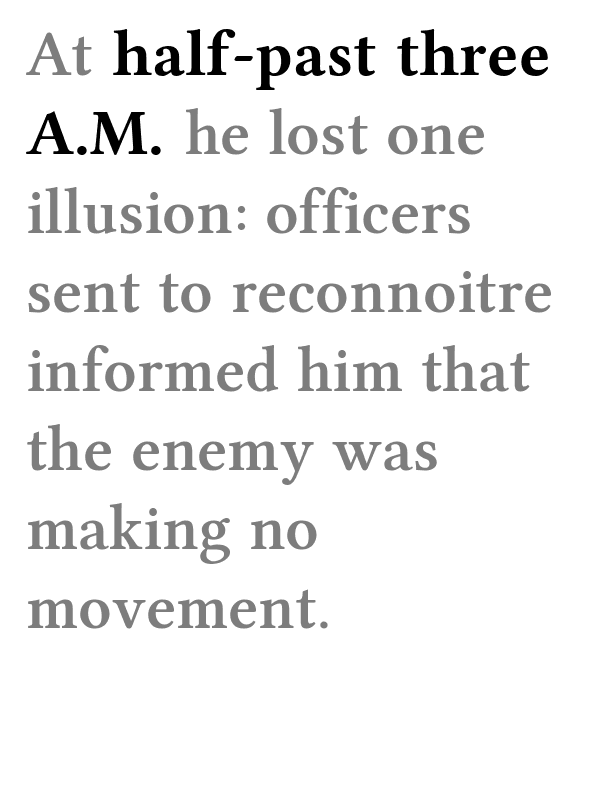 At half-past three
A.M. he lost one
illusion: officers
sent to reconnoitre
informed him that
the enemy was
making no
movement.